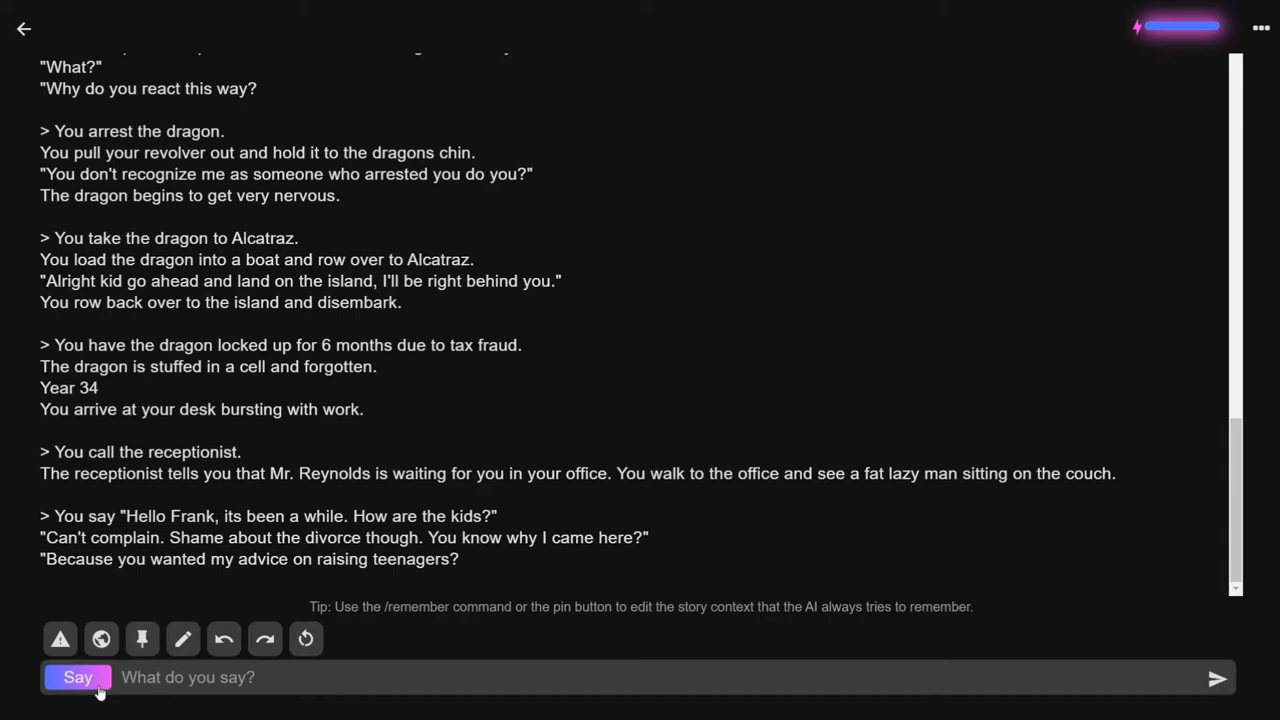 "What?"
"Why do you react this way?
> You arrest the dragon.
You pull your revolver out and hold it to the dragons chin.
"You don't recognize me as someone who arrested you do you?"
The dragon begins to get very nervous.
> You take the dragon to Alcatraz.
You load the dragon into a boat and row over to Alcatraz.
"Alright kid go ahead and land on the island, I'll be right behind you."
You row back over to the island and disembark.
> You have the dragon locked up for 6 months due to tax fraud.
The dragon is stuffed in a cell and forgotten.
Year 34
You arrive at your desk bursting with work.
> You call the receptionist.
The receptionist tells you that Mr. Reynolds is waiting for you in your office. You walk to the office and see a fat lazy man sitting on the couch.
> You say "Hello Frank, its been a while. How are the kids?"
"Can't complain. Shame about the divorce though. You know why I came here?"
"Because you wanted my advice on raising teenagers?
Tip: Use the /remember command or the pin button to edit the story context that the AI always tries to remember.
Say What do you say?